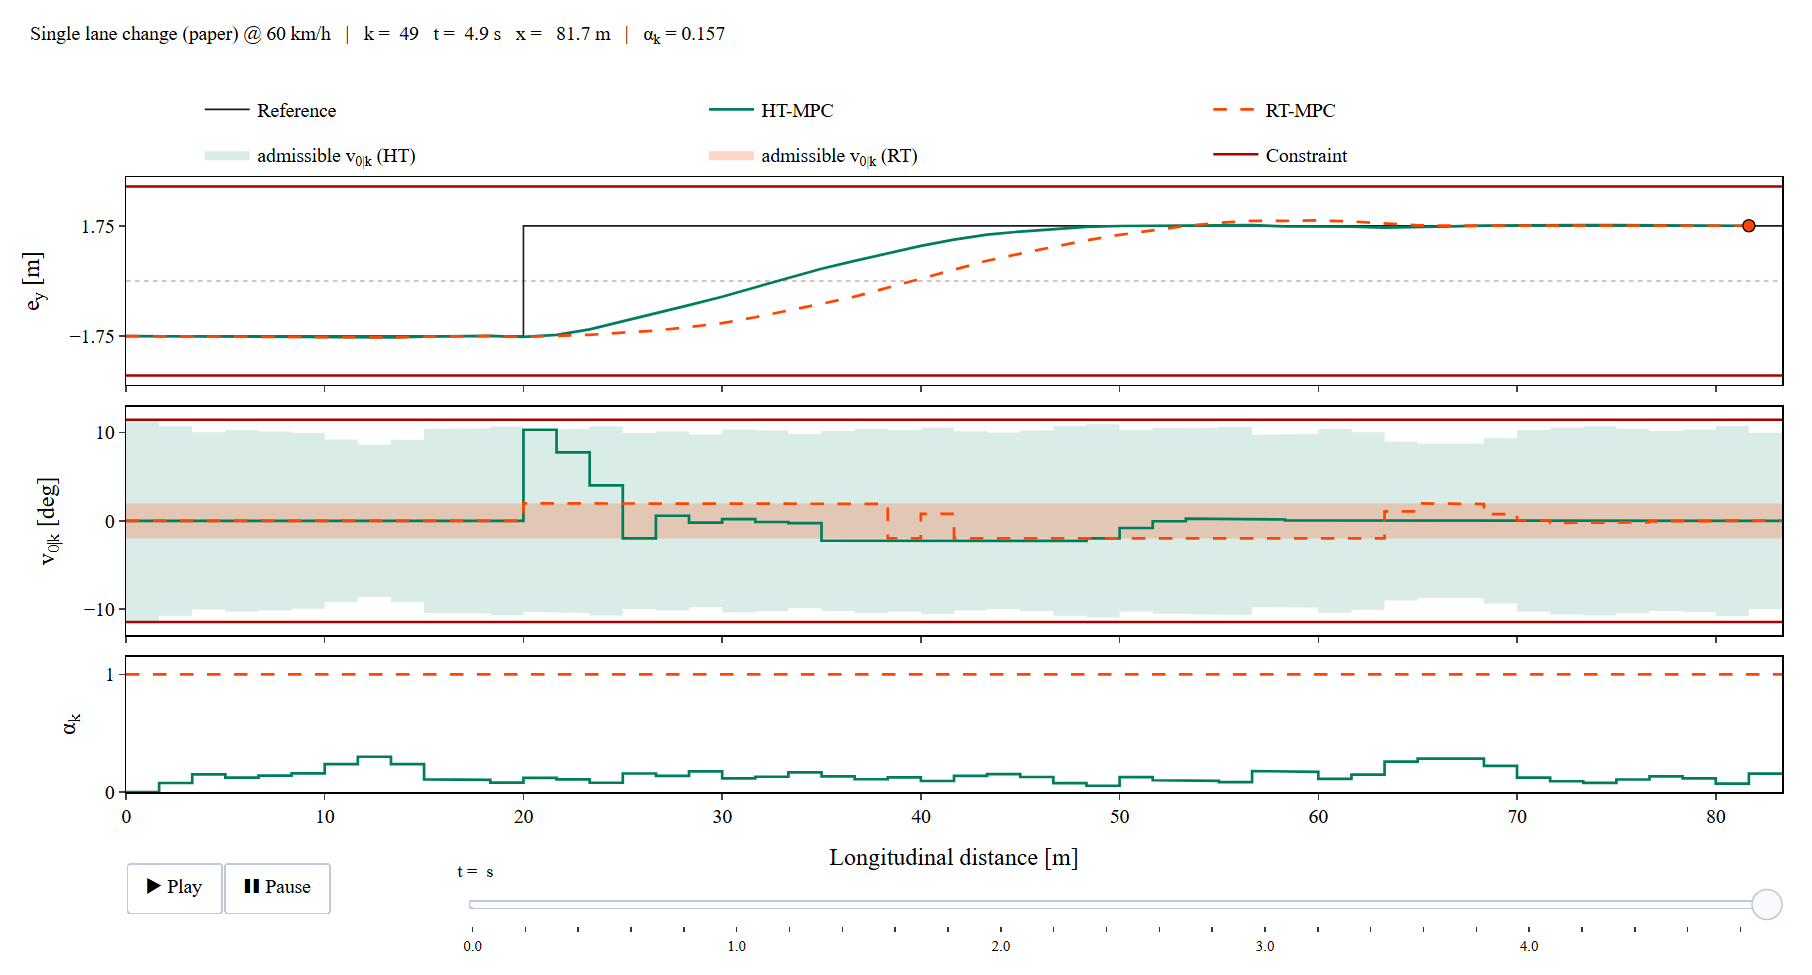 Single lane change (paper) @ 60 km/h | k = 49 t = 4.9 s x = 81.7 m | αk = 0.157
Reference
HT-MPC
RT-MPC
admissible v0|k (HT)
admissible v0|k (RT)
Constraint
ey [m]
1.75
−1.75
v0|k [deg]
10
0
−10
αk
1
0
0 10 20 30 40 50 60 70 80
Longitudinal distance [m]
▶ Play
Pause
t = s
0.0 1.0 2.0 3.0 4.0